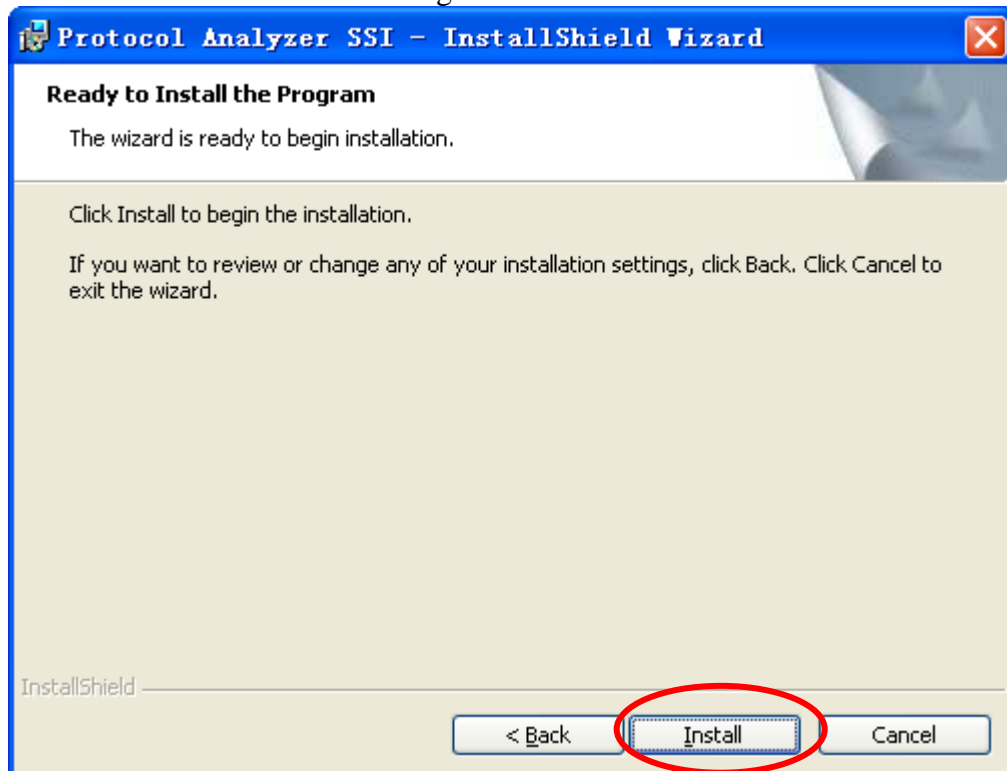 Protocol Analyzer SSI - InstallShield Wizard
Ready to Install the Program
The wizard is ready to begin installation.
Click Install to begin the installation.
If you want to review or change any of your installation settings, click Back. Click Cancel to
exit the wizard.
InstallShield
< Back Install Cancel